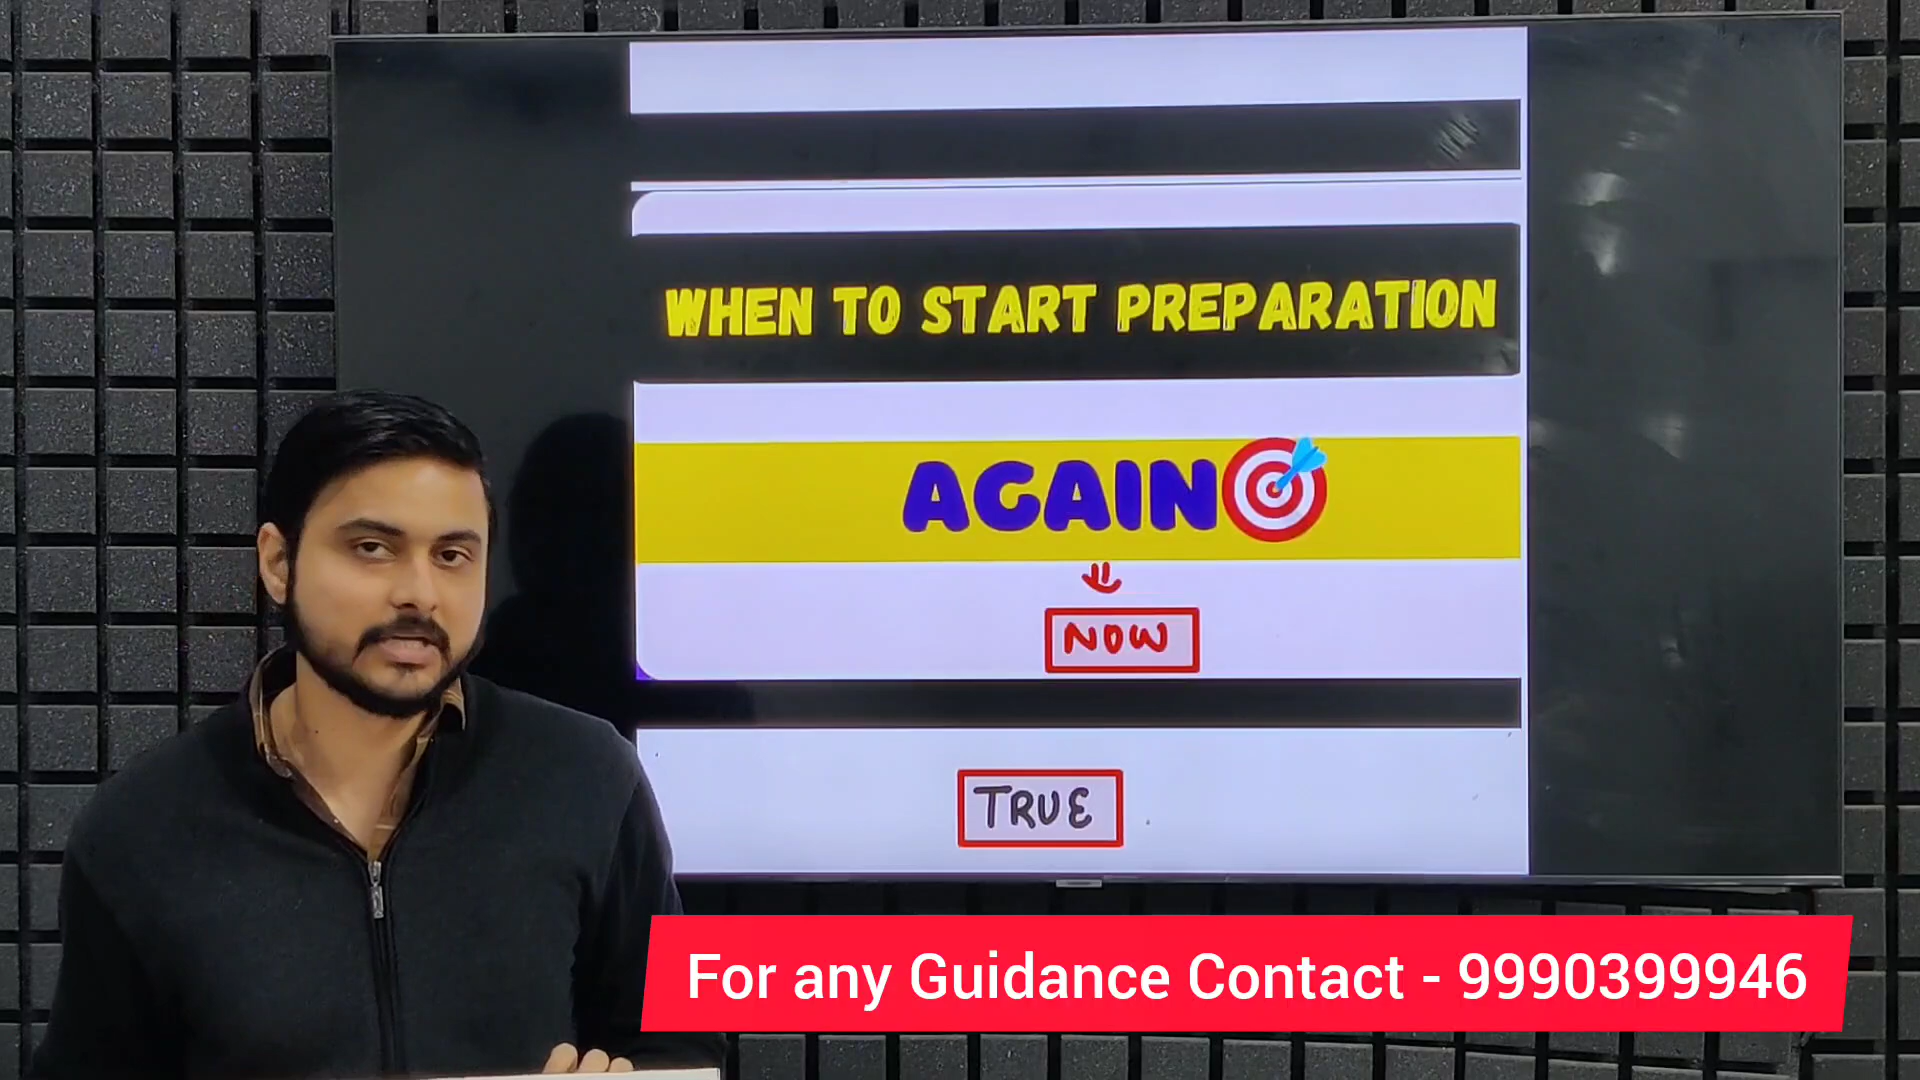 WHEN TO START PREPARATION
AGAIN
NOW
TRUE
For any Guidance Contact - 9990399946